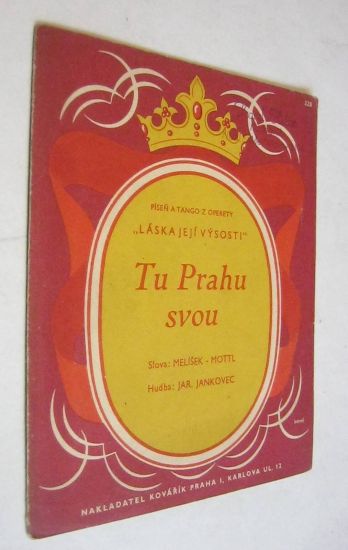 328
PÍSEŇ A TANGO Z OPERETY
„LÁSKA JEJÍ VÝSOSTI"
Tu Prahu
svou
Slova: MELÍŠEK - MOTTL
Hudba: JAR. JANKOVEC
NAKLADATEL KOVÁŘÍK PRAHA I, KARLOVA UL. 12